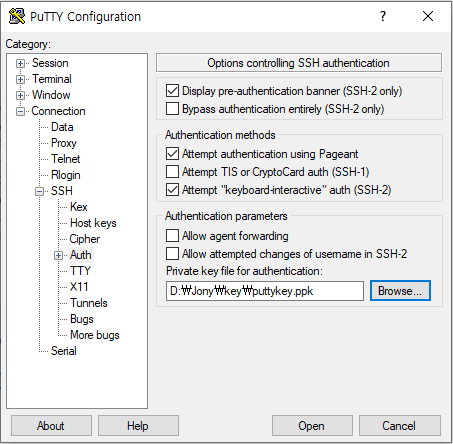 PuTTY Configuration
?
Category:
Session
Terminal
Window
Connection
Data
Proxy
Telnet
Rlogin
SSH
Kex
Host keys
Cipher
Auth
TTY
X11
Tunnels
Bugs
More bugs
Serial
Options controlling SSH authentication
Display pre-authentication banner (SSH-2 only)
Bypass authentication entirely (SSH-2 only)
Authentication methods
Attempt authentication using Pageant
Attempt TIS or CryptoCard auth (SSH-1)
Attempt "keyboard-interactive" auth (SSH-2)
Authentication parameters
Allow agent forwarding
Allow attempted changes of username in SSH-2
Private key file for authentication:
D:₩Jony₩key₩puttykey.ppk
Browse...
About
Help
Open
Cancel